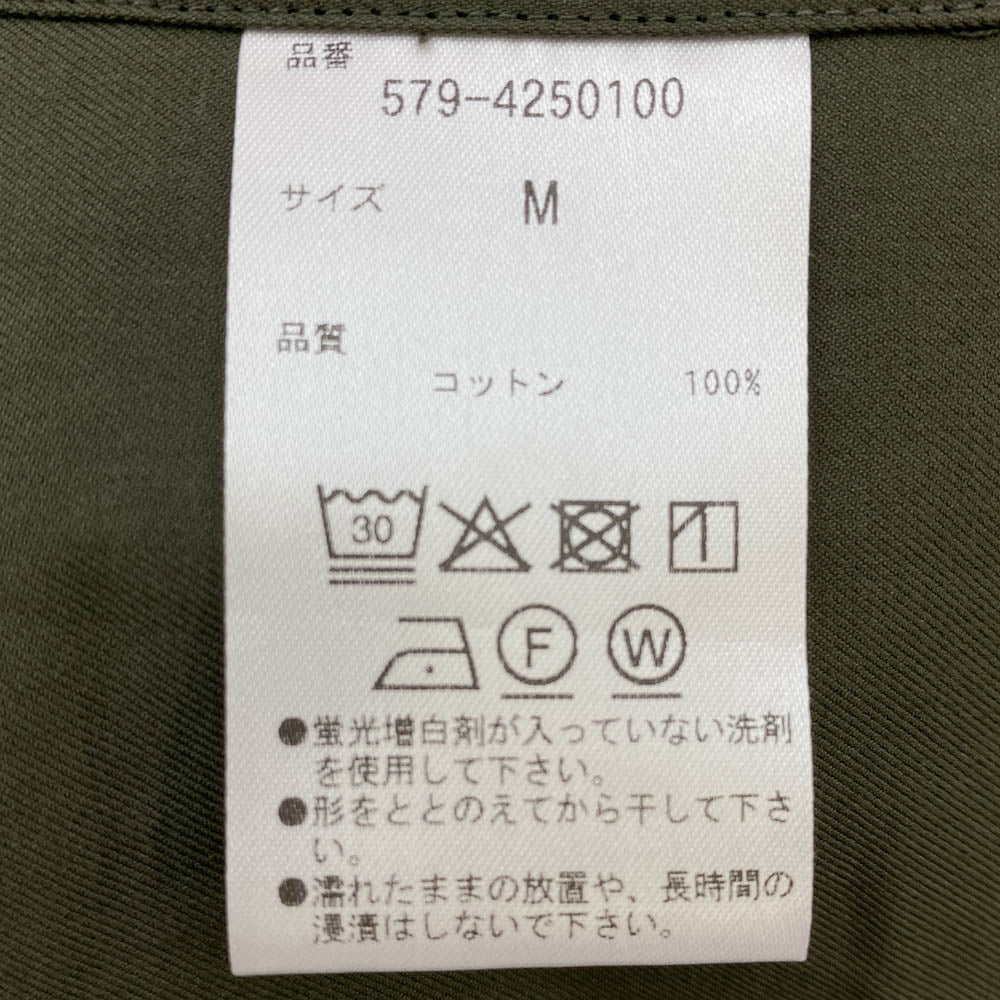 品番
579-4250100
サイズ M
品質
コットン 100%
30
F W
●蛍光増白剤が入っていない洗剤
を使用して下さい。
●形をととのえてから干して下さ
い。
●濡れたままの放置や、長時間の
浸漬はしないで下さい。